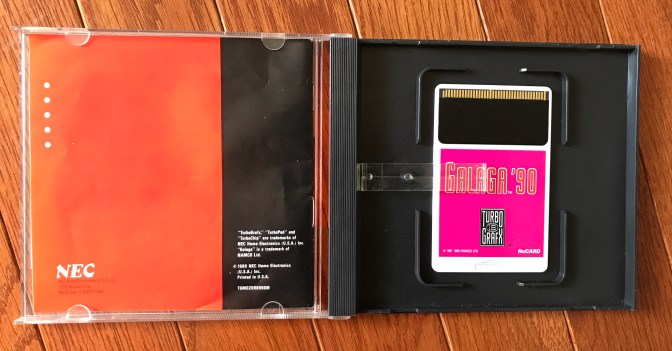 NEC
"TurboGrafx," "TurboPad" and
"TurboChip" are trademarks of
NEC Home Electronics (U.S.A.) Inc.
"Galaga" is a trademark of
NAMCO Ltd.
© 1989 NEC Home Electronics
(U.S.A.) Inc.
Printed in U.S.A.
GALAGA '90
TURBO
GRAFX
HuCARD